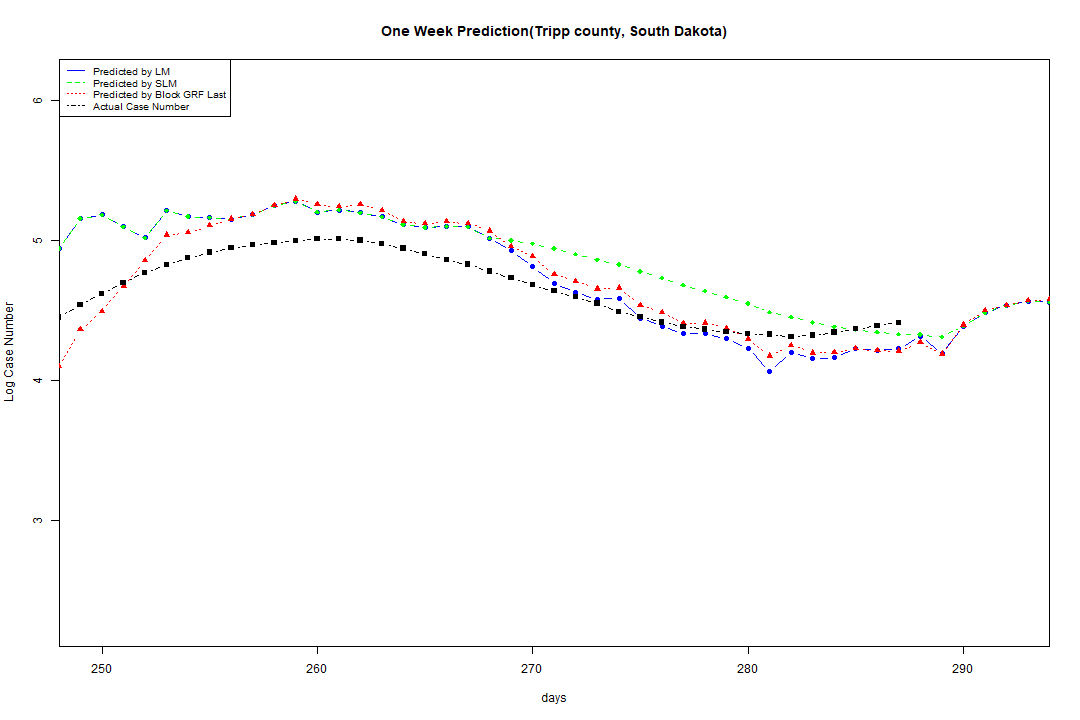 One Week Prediction(Tripp county, South Dakota)
Predicted by LM
Predicted by SLM
Predicted by Block GRF Last
Actual Case Number
6
5
4
3
Log Case Number
250 260 270 280 290
days